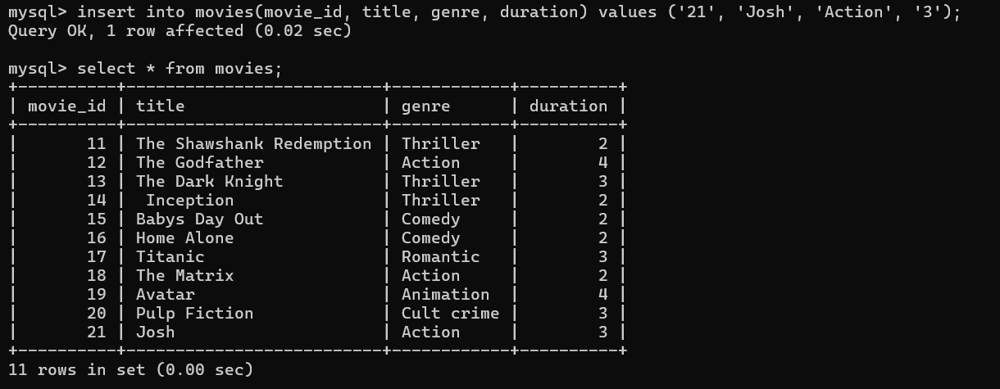 mysql> insert into movies(movie_id, title, genre, duration) values ('21', 'Josh', 'Action', '3');
Query OK, 1 row affected (0.02 sec)
mysql> select * from movies;
+----------+--------------------------+------------+----------+
| movie_id | title                    | genre      | duration |
+----------+--------------------------+------------+----------+
|       11 | The Shawshank Redemption | Thriller   |        2 |
|       12 | The Godfather            | Action     |        4 |
|       13 | The Dark Knight          | Thriller   |        3 |
|       14 |  Inception               | Thriller   |        2 |
|       15 | Babys Day Out            | Comedy     |        2 |
|       16 | Home Alone               | Comedy     |        2 |
|       17 | Titanic                  | Romantic   |        3 |
|       18 | The Matrix               | Action     |        2 |
|       19 | Avatar                   | Animation  |        4 |
|       20 | Pulp Fiction             | Cult crime |        3 |
|       21 | Josh                     | Action     |        3 |
+----------+--------------------------+------------+----------+
11 rows in set (0.00 sec)